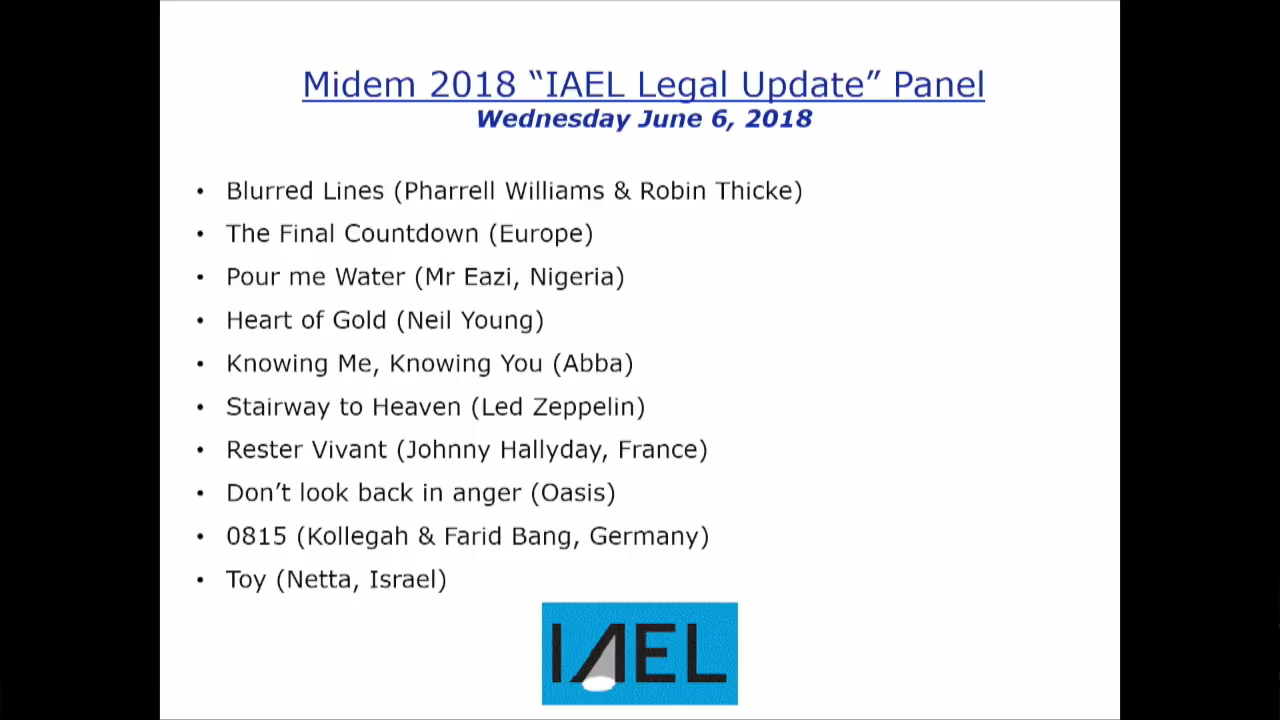 Midem 2018 “IAEL Legal Update” Panel
Wednesday June 6, 2018
• Blurred Lines (Pharrell Williams & Robin Thicke)
• The Final Countdown (Europe)
• Pour me Water (Mr Eazi, Nigeria)
• Heart of Gold (Neil Young)
• Knowing Me, Knowing You (Abba)
• Stairway to Heaven (Led Zeppelin)
• Rester Vivant (Johnny Hallyday, France)
• Don’t look back in anger (Oasis)
• 0815 (Kollegah & Farid Bang, Germany)
• Toy (Netta, Israel)
IAEL